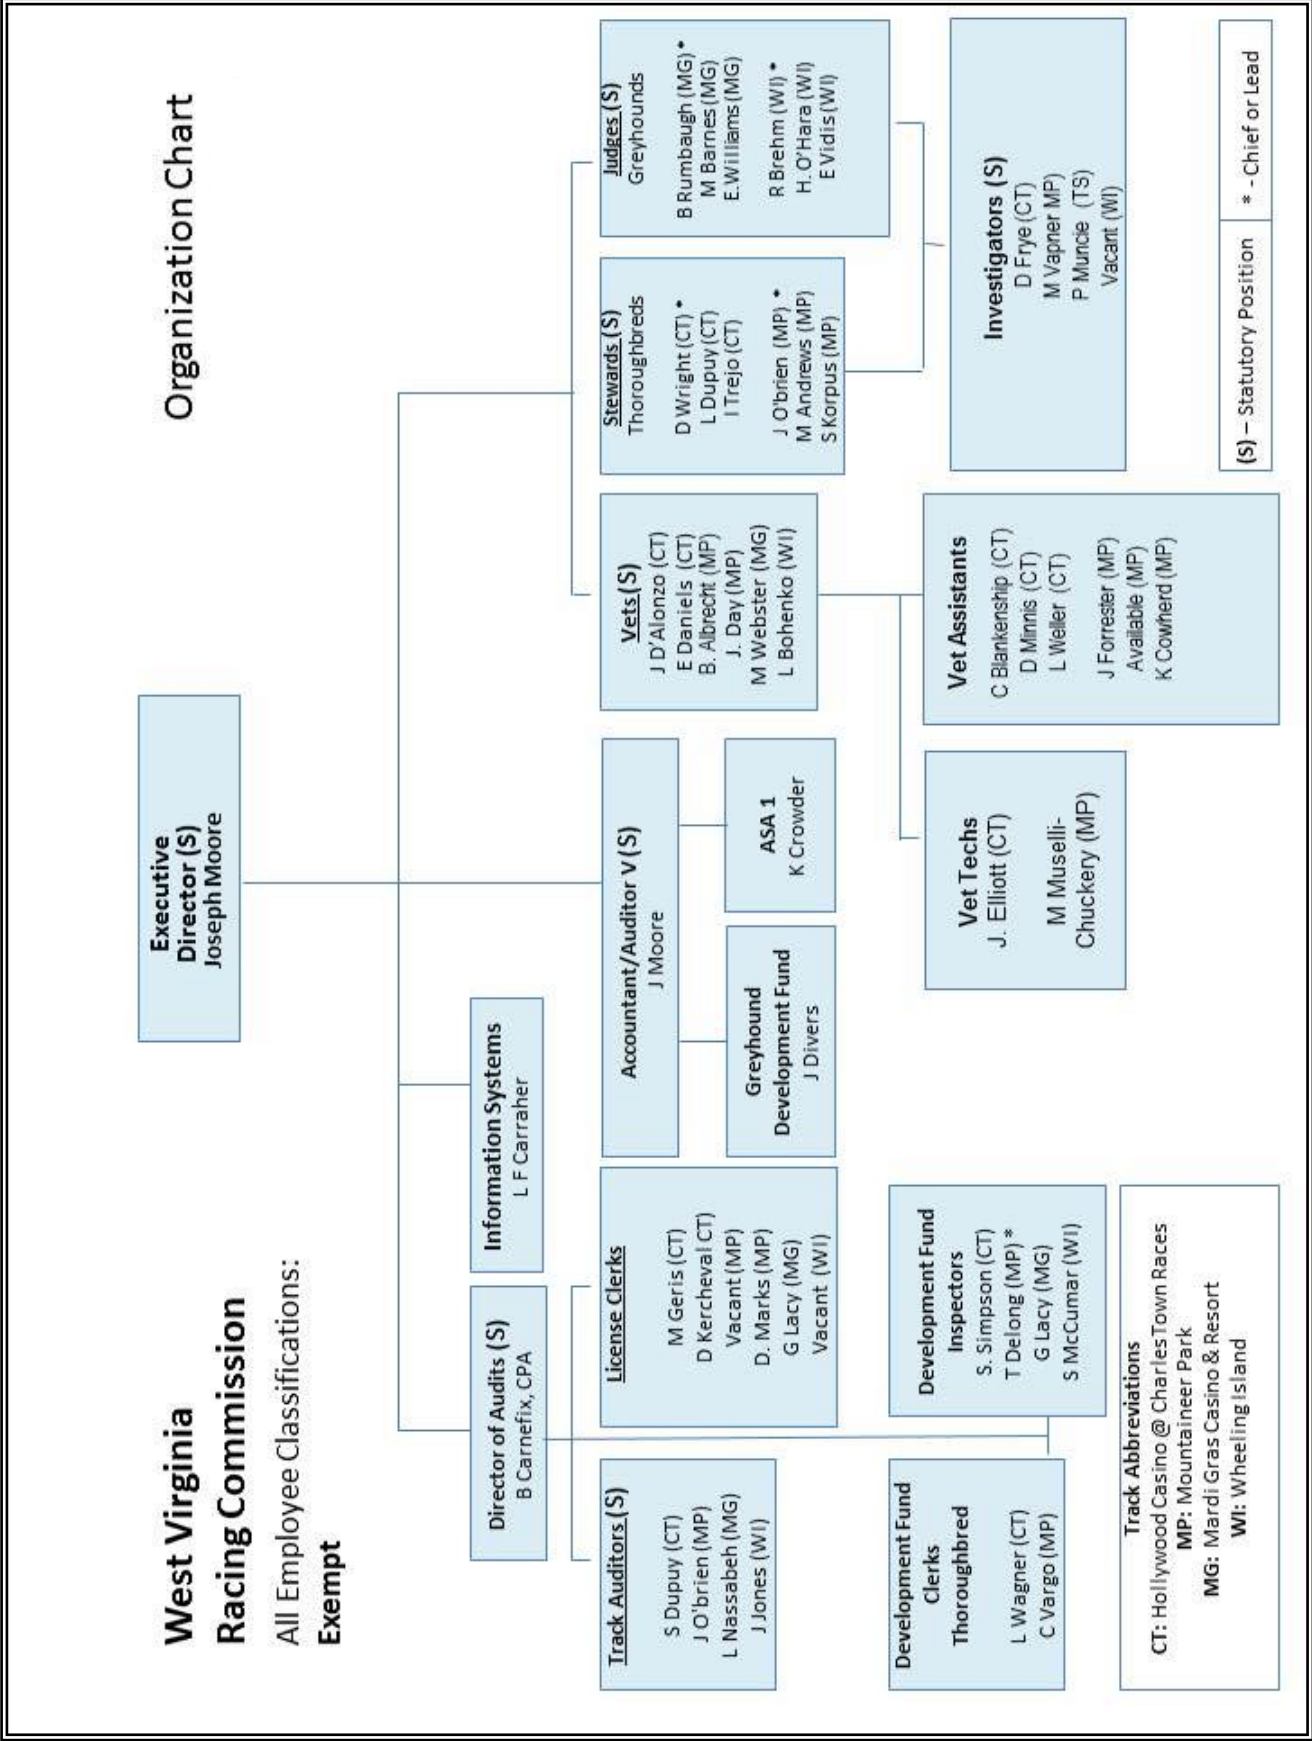 West Virginia
Racing Commission
All Employee Classifications:
Exempt
Organization Chart
Executive
Director (S)
Joseph Moore
Director of Audits (S)
B Carnefix, CPA
Information Systems
L F Carraher
Track Auditors (S)
S Dupuy (CT)
J O'brien (MP)
L Nassabeh (MG)
J Jones (WI)
License Clerks
M Geris (CT)
D Kercheval CT)
Vacant (MP)
D. Marks (MP)
G Lacy (MG)
Vacant (WI)
Accountant/Auditor V (S)
J Moore
Greyhound
Development Fund
J Divers
ASA 1
K Crowder
Vets (S)
J D'Alonzo (CT)
E Daniels (CT)
B. Albrecht (MP)
J. Day (MP)
M Webster (MG)
L Bohenko (WI)
Stewards (S)
Thoroughbreds
D Wright (CT) *
L Dupuy (CT)
I Trejo (CT)
J O'brien (MP) *
M Andrews (MP)
S Korpus (MP)
Judges (S)
Greyhounds
B Rumbaugh (MG) *
M Barnes (MG)
E.Williams (MG)
R Brehm (WI) *
H. O'Hara (WI)
E Vidis (WI)
Development Fund
Clerks
Thoroughbred
L Wagner (CT)
C Vargo (MP)
Development Fund
Inspectors
S. Simpson (CT)
T Delong (MP) *
G Lacy (MG)
S McCumar (WI)
Vet Techs
J. Elliott (CT)
M Muselli-
Chuckery (MP)
Vet Assistants
C Blankenship (CT)
D Minnis (CT)
L Weller (CT)
J Forrester (MP)
Available (MP)
K Cowherd (MP)
Investigators (S)
D Frye (CT)
M Vapner MP)
P Muncie (TS)
Vacant (WI)
Track Abbreviations
CT: Hollywood Casino @ Charles Town Races
MP: Mountaineer Park
MG: Mardi Gras Casino & Resort
WI: Wheeling Island
(S) – Statutory Position
* - Chief or Lead